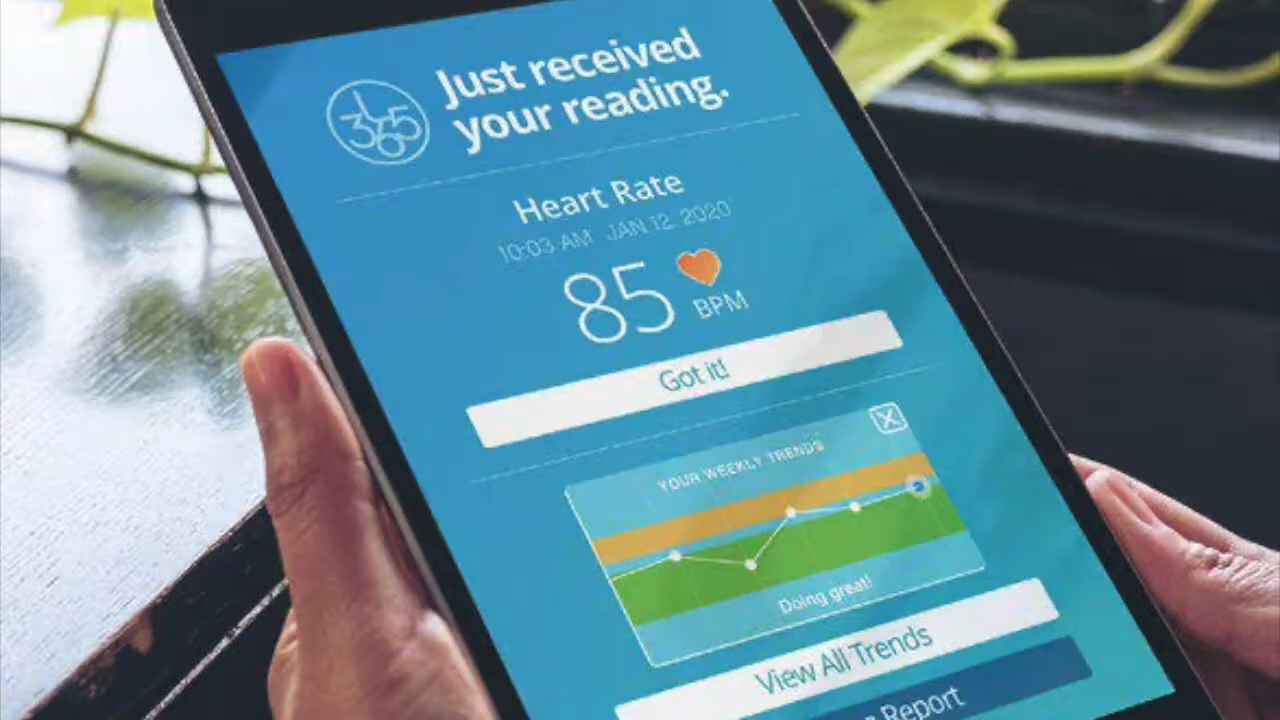 365
Just received
your reading.
Heart Rate
10:03 AM JAN 12, 2020
85
BPM
Got it!
YOUR WEEKLY TRENDS
Doing great!
View All Trends
Report